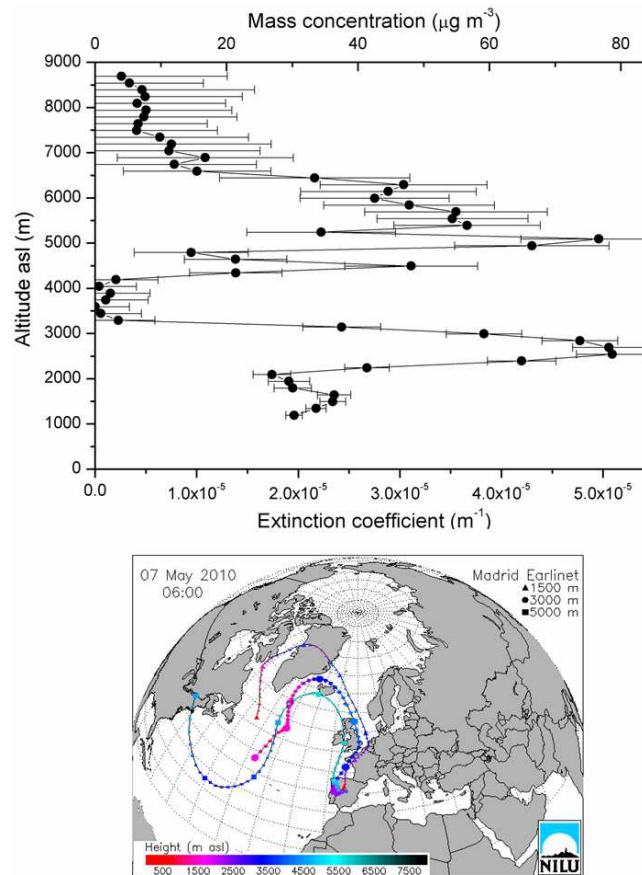 Mass concentration (μg m⁻³)
0 20 40 60 80
9000
8000
7000
6000
5000
4000
3000
2000
1000
0
Altitude asl (m)
0.0 1.0x10⁻⁵ 2.0x10⁻⁵ 3.0x10⁻⁵ 4.0x10⁻⁵ 5.0x10⁻⁵
Extinction coefficient (m⁻¹)
07 May 2010
06:00
Madrid Earlinet
1500 m
3000 m
5000 m
Height (m asl)
500 1500 2500 3500 4500 5500 6500 7500
NILU